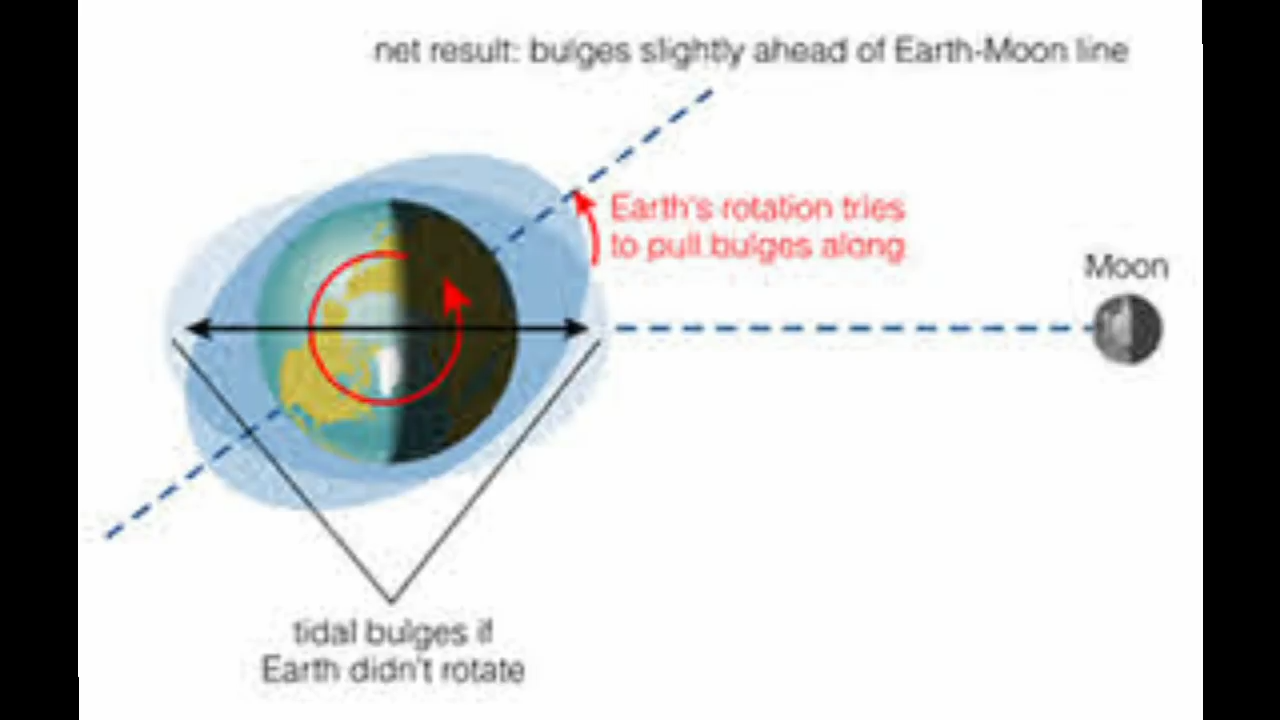 net result: bulges slightly ahead of Earth-Moon line
Earth's rotation tries
to pull bulges along
Moon
tidal bulges if
Earth didn't rotate